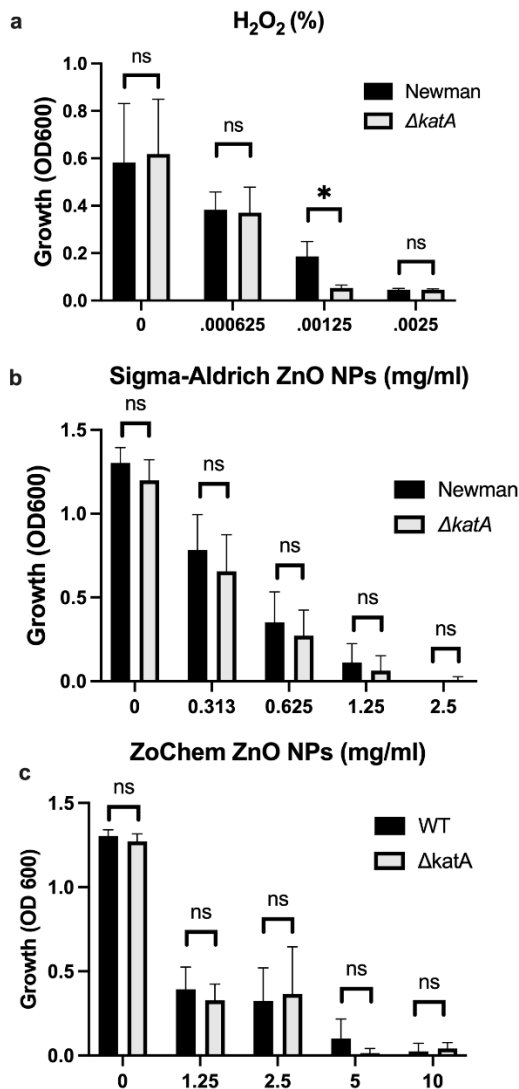 a
H₂O₂ (%)
Growth (OD600)
1.0
0.8
0.6
0.4
0.2
0.0
ns
ns
*
ns
Newman
ΔkatA
0
.000625
.00125
.0025
b
Sigma-Aldrich ZnO NPs (mg/ml)
Growth (OD600)
1.5
1.0
0.5
0.0
ns
ns
ns
ns
ns
Newman
ΔkatA
0
0.313
0.625
1.25
2.5
ZoChem ZnO NPs (mg/ml)
c
Growth (OD 600)
1.5
1.0
0.5
0.0
ns
ns
ns
ns
ns
WT
ΔkatA
0
1.25
2.5
5
10